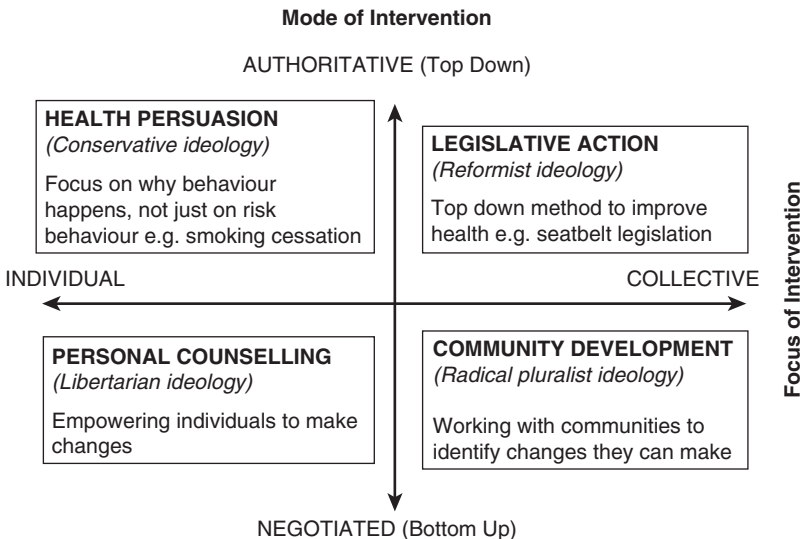 Mode of Intervention
AUTHORITATIVE (Top Down)
HEALTH PERSUASION
(Conservative ideology)
Focus on why behaviour
happens, not just on risk
behaviour e.g. smoking cessation
LEGISLATIVE ACTION
(Reformist ideology)
Top down method to improve
health e.g. seatbelt legislation
INDIVIDUAL
COLLECTIVE
Focus of Intervention
PERSONAL COUNSELLING
(Libertarian ideology)
Empowering individuals to make
changes
COMMUNITY DEVELOPMENT
(Radical pluralist ideology)
Working with communities to
identify changes they can make
NEGOTIATED (Bottom Up)